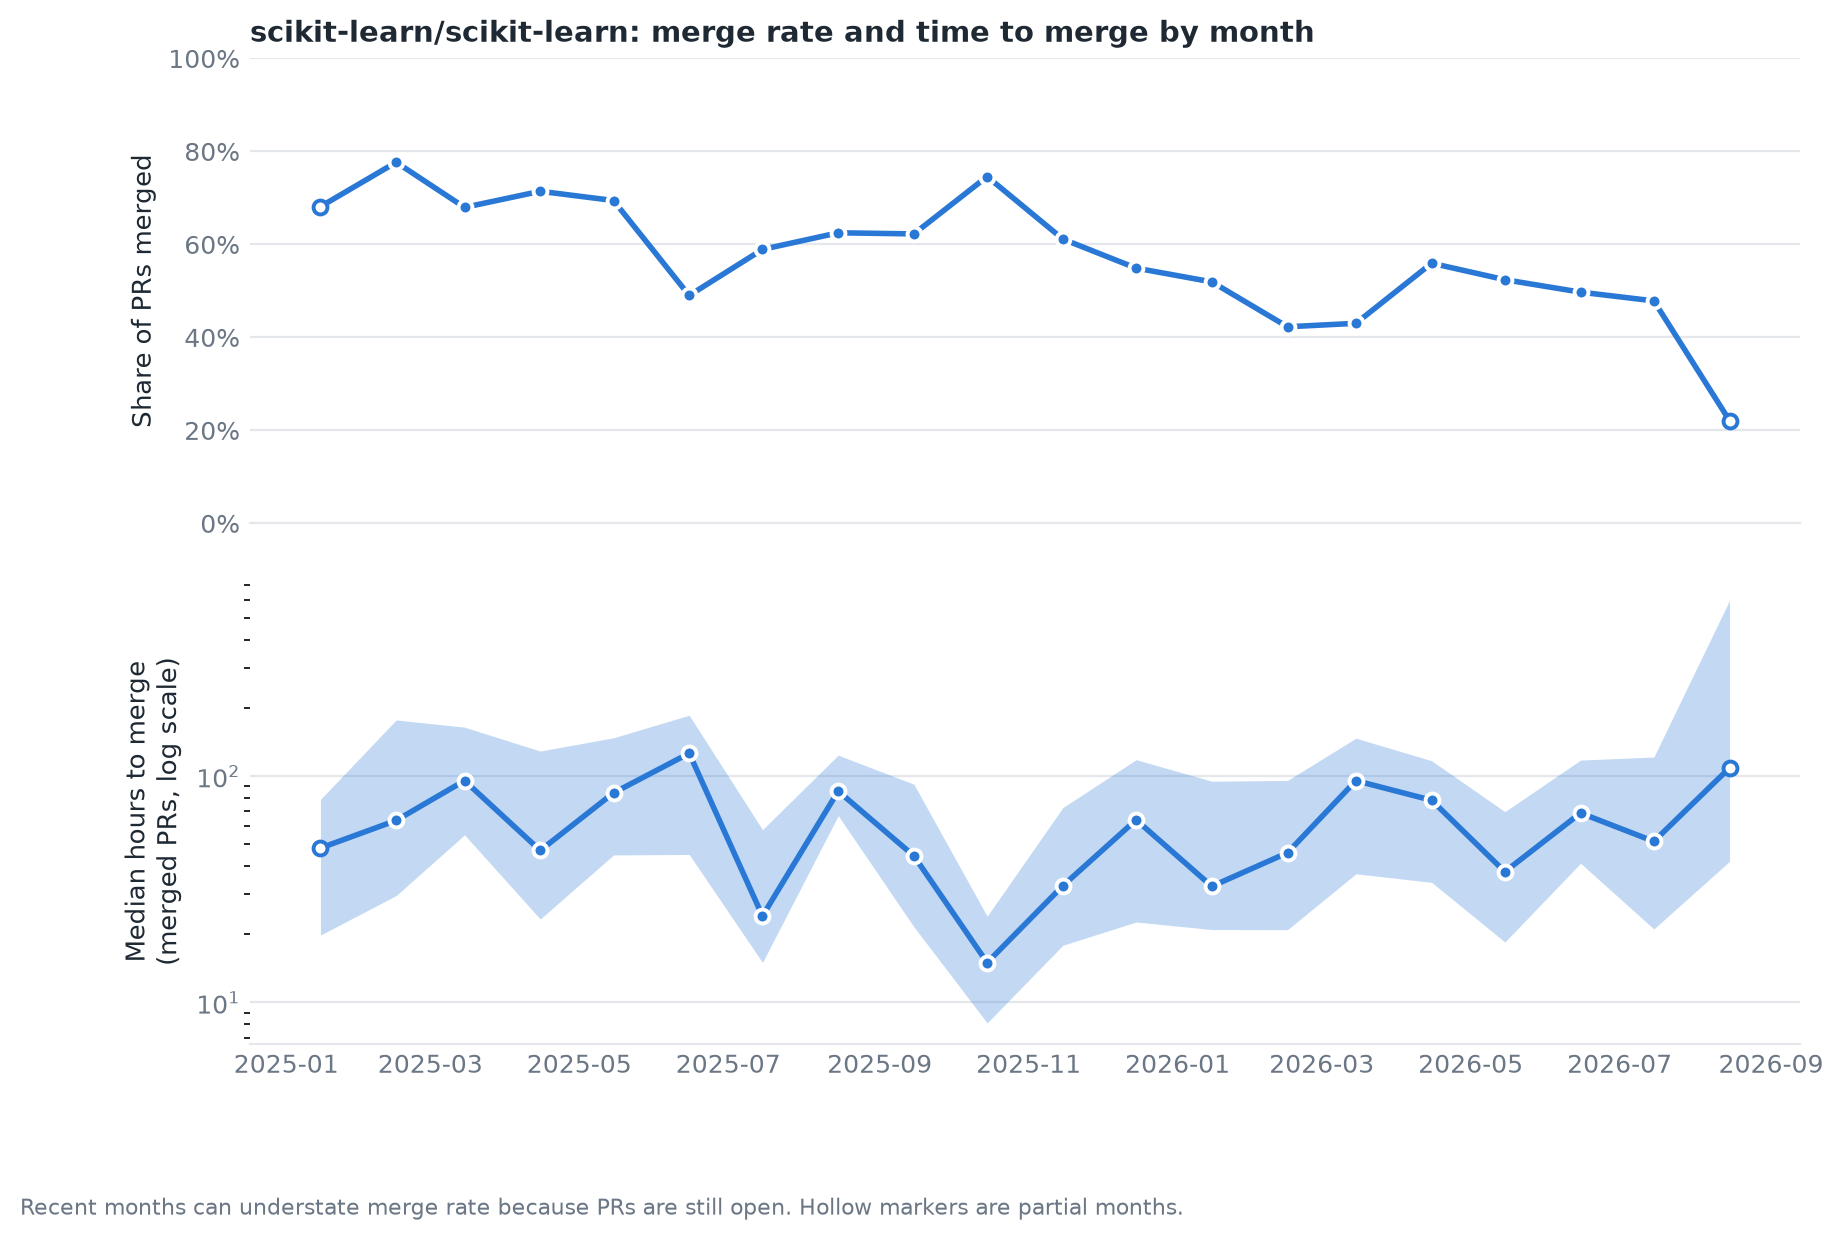 scikit-learn/scikit-learn: merge rate and time to merge by month
100%
80%
60%
40%
20%
0%
Share of PRs merged
10²
10¹
Median hours to merge
(merged PRs, log scale)
2025-01 2025-03 2025-05 2025-07 2025-09 2025-11 2026-01 2026-03 2026-05 2026-07 2026-09
Recent months can understate merge rate because PRs are still open. Hollow markers are partial months.